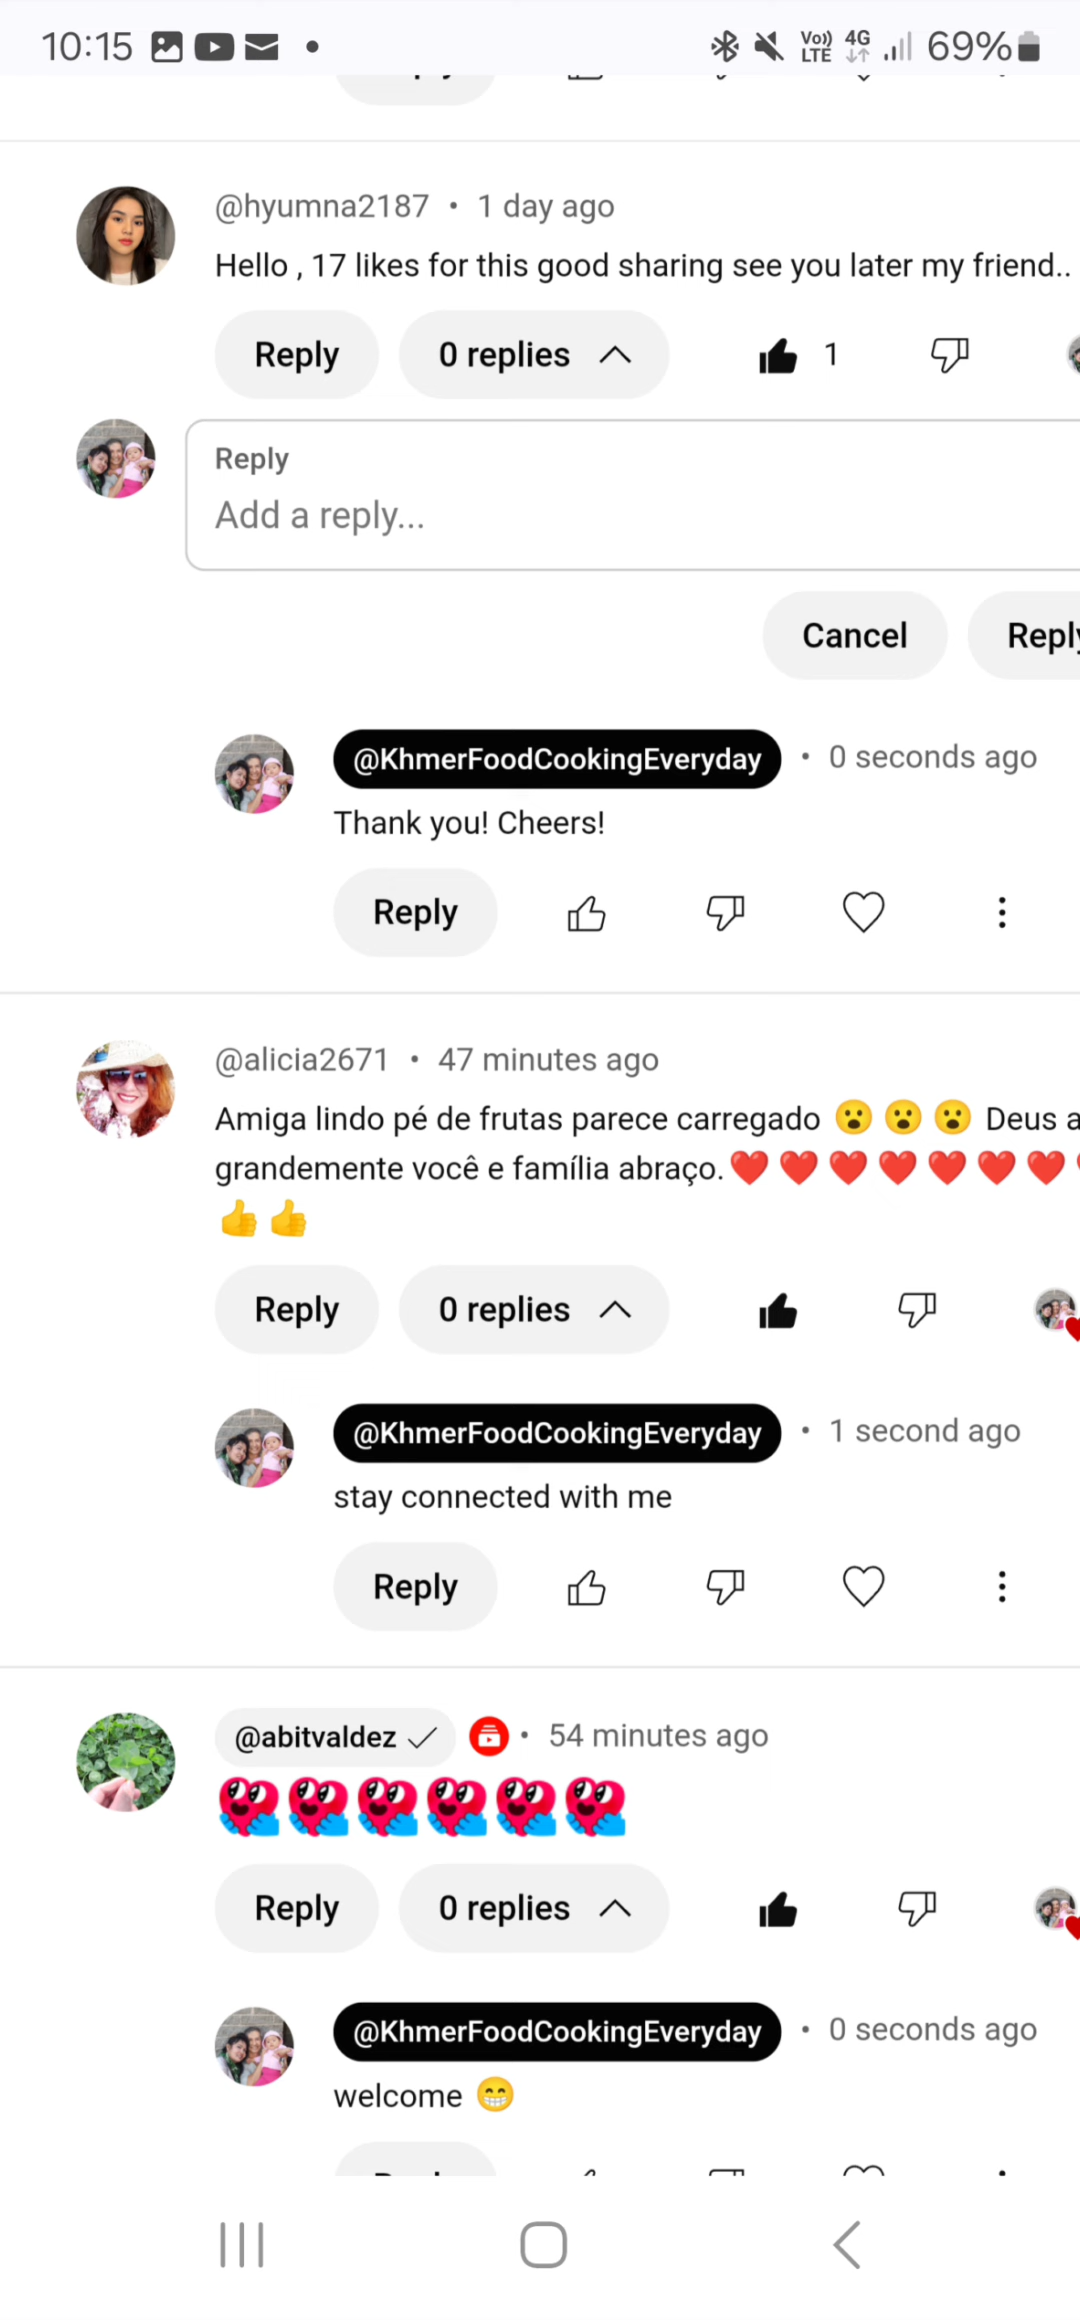 10:15 Vo)) LTE 4G 69%
@hyumna2187 • 1 day ago
Hello , 17 likes for this good sharing see you later my friend..
Reply 0 replies 1
Reply
Add a reply...
Cancel Reply
@KhmerFoodCookingEveryday • 0 seconds ago
Thank you! Cheers!
Reply
@alicia2671 • 47 minutes ago
Amiga lindo pé de frutas parece carregado 😮 😮 😮 Deus a
grandemente você e família abraço.❤️ ❤️ ❤️ ❤️ ❤️ ❤️ ❤️
👍 👍
Reply 0 replies
@KhmerFoodCookingEveryday • 1 second ago
stay connected with me
Reply
@abitvaldez ✓ • 54 minutes ago
Reply 0 replies
@KhmerFoodCookingEveryday • 0 seconds ago
welcome 😁